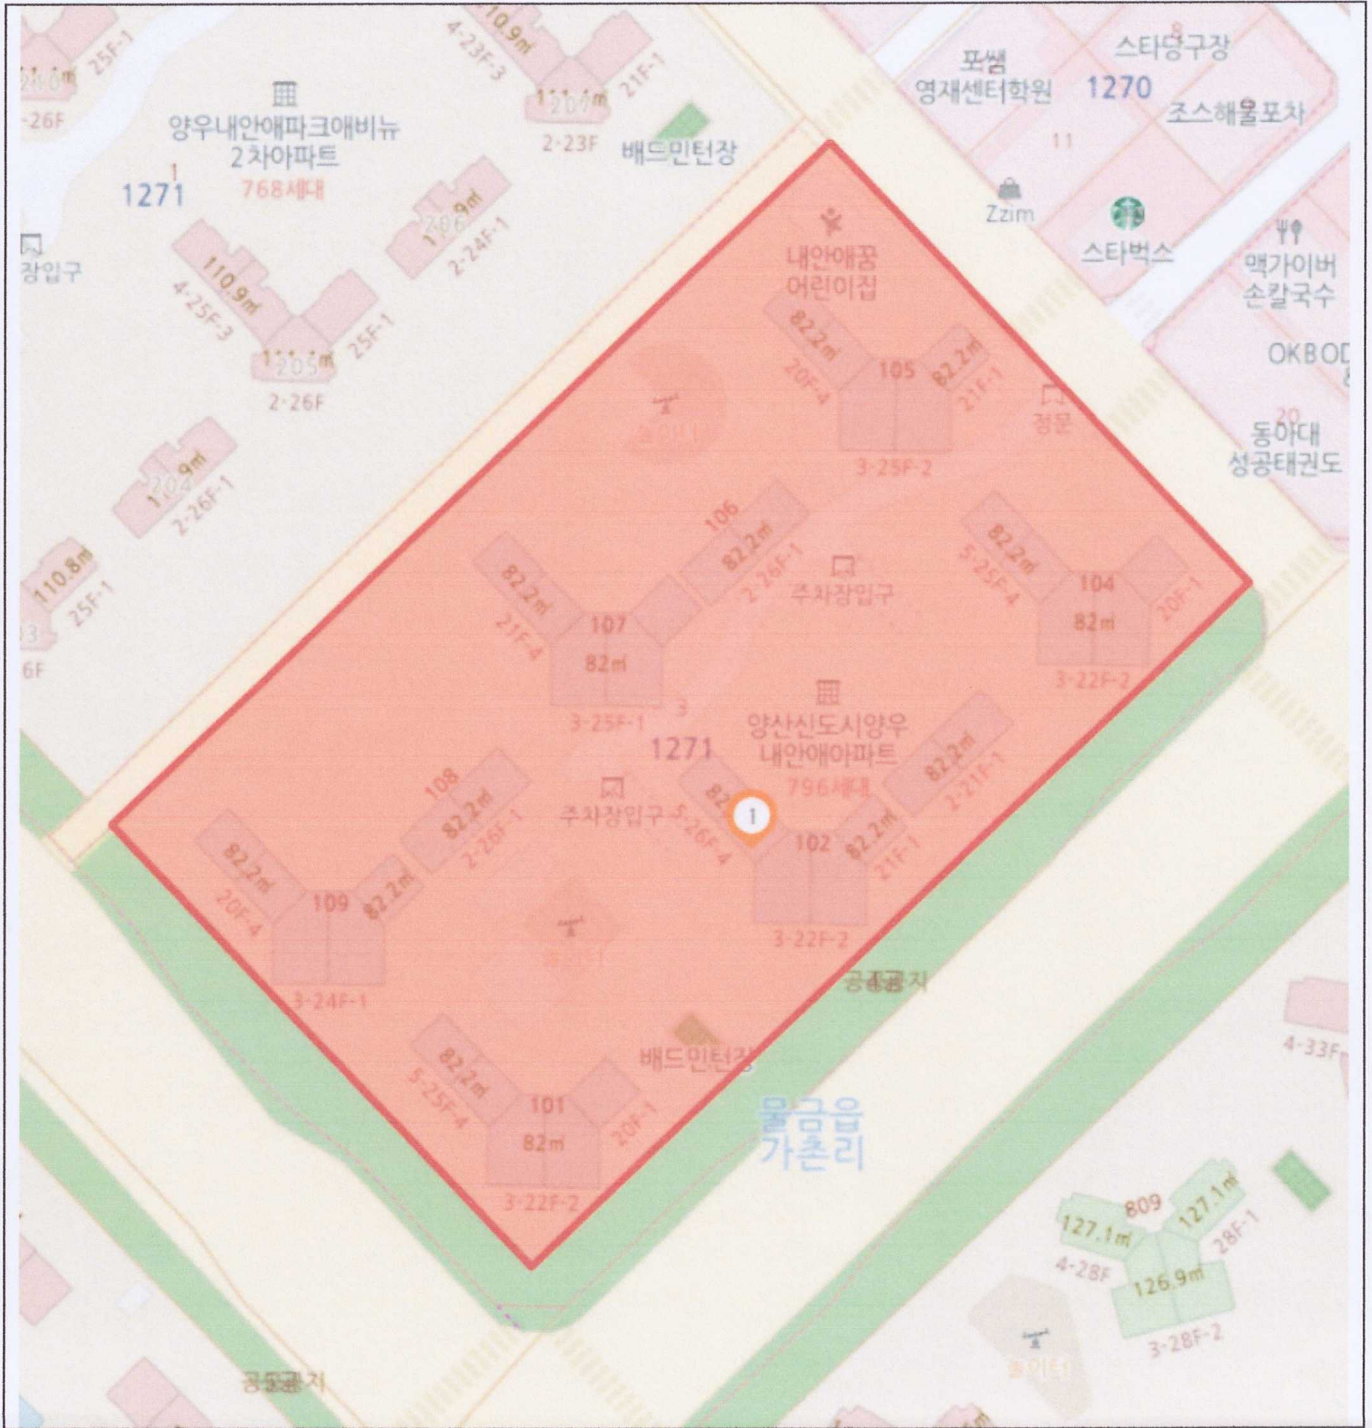 25F-1
-26F
양우내안애파크애비뉴
2차아파트
768세대
1
1271
장입구
110.9㎡
4-23F-3
21F-1
207
2-23F
배드민턴장
206
2-24F-1
110.9㎡
4-25F-3
25F-1
205
2-26F
204
2-26F-1
110.8㎡
25F-1
6F
포쌤
영재센터학원
스타당구장
1270
조스해물포차
11
Zzim
스타벅스
맥가이버
손칼국수
OKBOD
20
동아대
성공태권도
내안애꿈
어린이집
82.2㎡
20F-4
105
82.2㎡
21F-1
3-25F-2
정문
106
82.2㎡
2-26F-1
주차장입구
82.2㎡
5-25F-4
104
82㎡
20F-1
3-22F-2
82.2㎡
21F-4
107
82㎡
3-25F-1
3
1271
양산신도시양우
내안애아파트
796세대
82.2㎡
2-21F-1
108
82.2㎡
2-26F-1
주차장입구
5-26F-4
1
102
82.2㎡
21F-1
3-22F-2
82.2㎡
20F-4
109
82.2㎡
3-24F-1
배드민턴장
82.2㎡
5-25F-4
101
82㎡
20F-1
3-22F-2
물금읍
가촌리
4-33F
809
127.1㎡
127.1㎡
4-28F
28F-1
126.9㎡
3-28F-2
놀이터